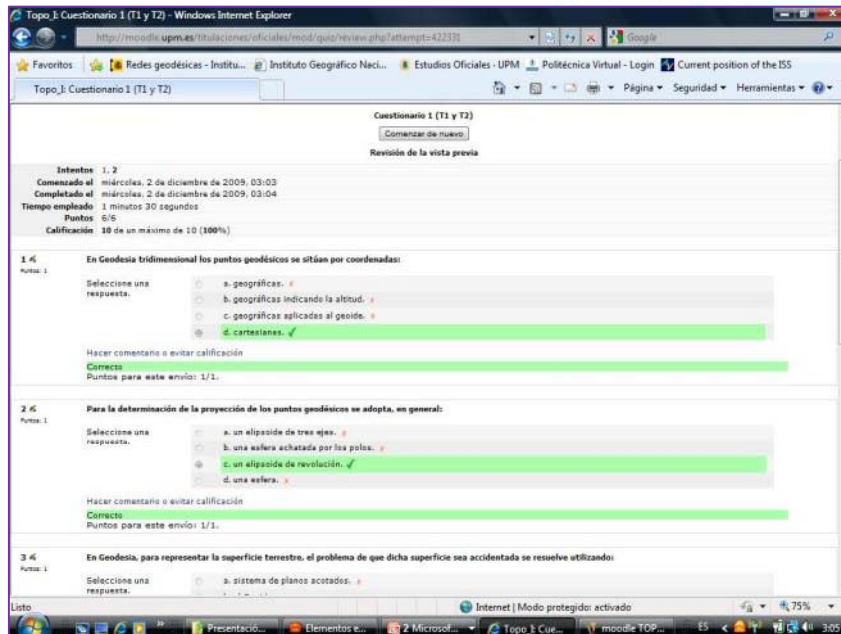 Topo_I: Cuestionario 1 (T1 y T2) - Windows Internet Explorer
http://moodle.upm.es/titulaciones/oficiales/mod/quiz/review.php?attempt=422331
Google
Favoritos Redes geodésicas - Institu... Instituto Geográfico Naci... Estudios Oficiales - UPM Politécnica Virtual - Login Current position of the ISS
Topo_I: Cuestionario 1 (T1 y T2)
Página Seguridad Herramientas
Cuestionario 1 (T1 y T2)
Comenzar de nuevo
Revisión de la vista previa
Intentos 1, 2
Comenzado el miércoles, 2 de diciembre de 2009, 03:03
Completado el miércoles, 2 de diciembre de 2009, 03:04
Tiempo empleado 1 minutos 30 segundos
Puntos 6/6
Calificación 10 de un máximo de 10 (100%)
1 En Geodesia tridimensional los puntos geodésicos se sitúan por coordenadas:
Puntos: 1
Seleccione una respuesta.
a. geográficas.
b. geográficas indicando la altitud.
c. geográficas aplicadas al geoide.
d. cartesianas.
Hacer comentario o evitar calificación
Correcto
Puntos para este envío: 1/1.
2 Para la determinación de la proyección de los puntos geodésicos se adopta, en general:
Puntos: 1
Seleccione una respuesta.
a. un elipsoide de tres ejes.
b. una esfera achatada por los polos.
c. un elipsoide de revolución.
d. una esfera.
Hacer comentario o evitar calificación
Correcto
Puntos para este envío: 1/1.
3 En Geodesia, para representar la superficie terrestre, el problema de que dicha superficie sea accidentada se resuelve utilizando:
Puntos: 1
Seleccione una respuesta.
a. sistema de planos acotados.
Listo Internet | Modo protegido: activado 75%
Presentació... Elementos e... 2 Microsof... Topo_I: Cue... moodle TOP... ES 3:05